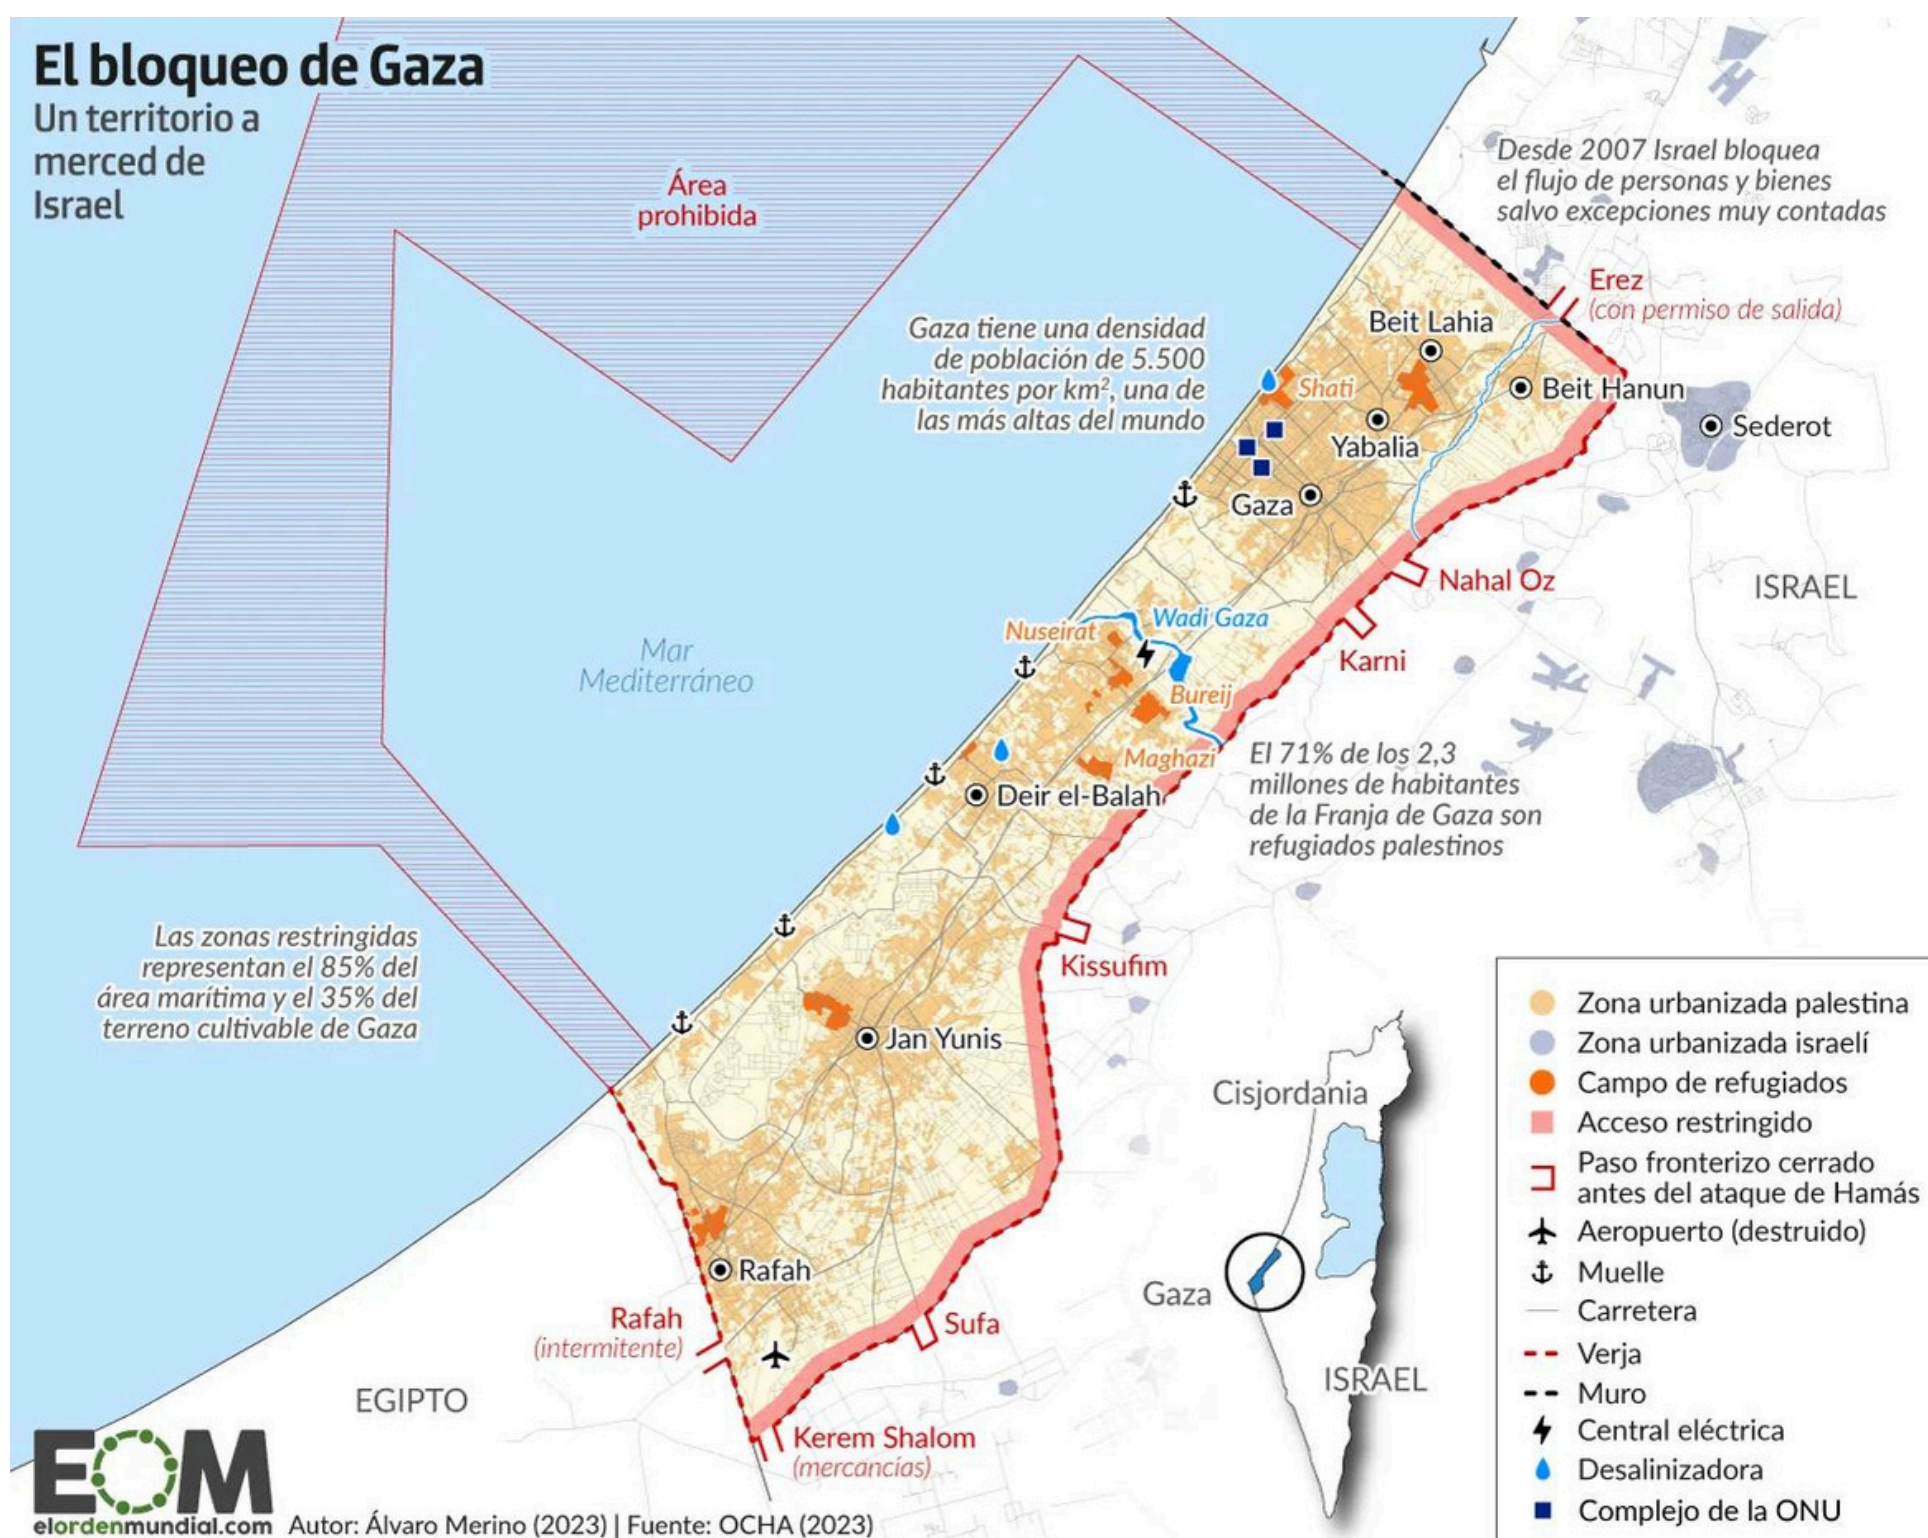 El bloqueo de Gaza
Un territorio a
merced de
Israel
Área
prohibida
Desde 2007 Israel bloquea
el flujo de personas y bienes
salvo excepciones muy contadas
Erez
(con permiso de salida)
Gaza tiene una densidad
de población de 5.500
habitantes por km², una de
las más altas del mundo
Beit Lahia
Shati
Beit Hanun
Sederot
Yabalia
Gaza
Nahal Oz
ISRAEL
Mar
Mediterráneo
Nuseirat
Wadi Gaza
Karni
Bureij
Maghazi
El 71% de los 2,3
millones de habitantes
de la Franja de Gaza son
refugiados palestinos
Deir el-Balah
Las zonas restringidas
representan el 85% del
área marítima y el 35% del
terreno cultivable de Gaza
Kissufim
Jan Yunis
Rafah
Rafah
(intermitente)
Sufa
EGIPTO
Kerem Shalom
(mercancías)
Cisjordania
Gaza
ISRAEL
Zona urbanizada palestina
Zona urbanizada israelí
Campo de refugiados
Acceso restringido
Paso fronterizo cerrado
antes del ataque de Hamás
Aeropuerto (destruido)
Muelle
Carretera
Verja
Muro
Central eléctrica
Desalinizadora
Complejo de la ONU
EOM
elordenmundial.com
Autor: Álvaro Merino (2023) | Fuente: OCHA (2023)